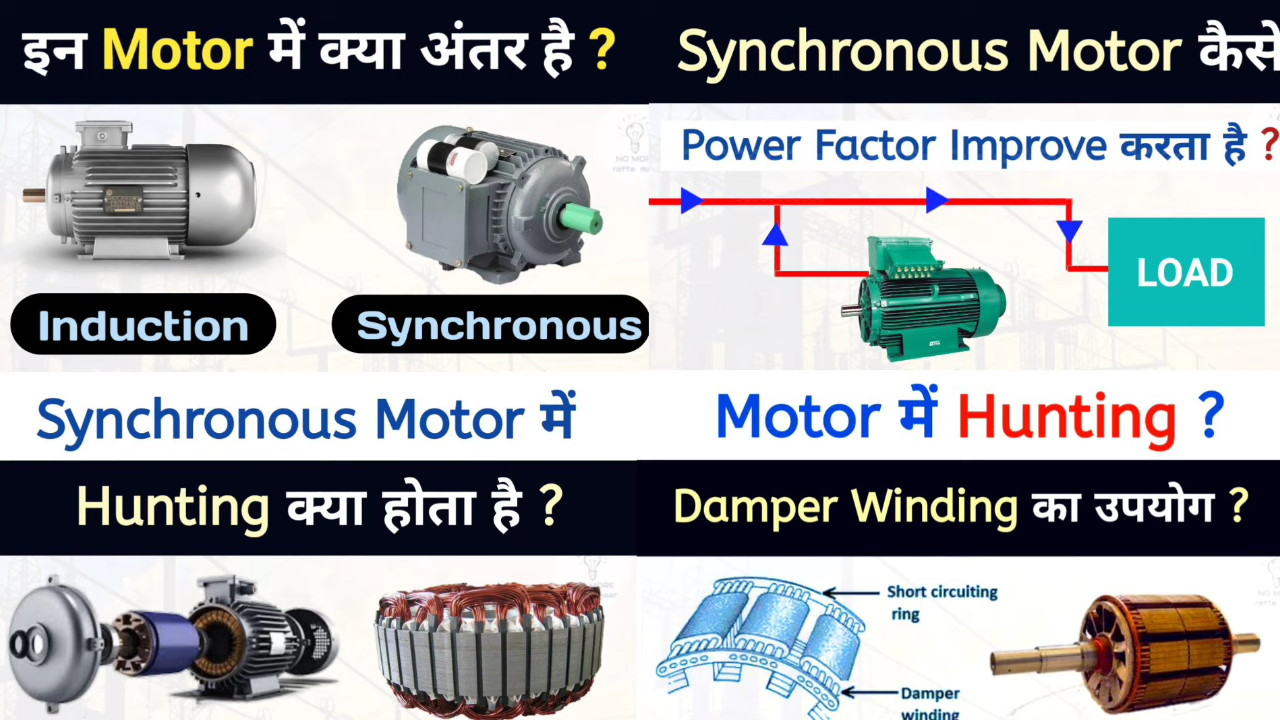 इन Motor में क्या अंतर है ?
Induction
Synchronous
Synchronous Motor कैसे
Power Factor Improve करता है ?
LOAD
Synchronous Motor में
Hunting क्या होता है ?
Motor में Hunting ?
Damper Winding का उपयोग ?
Short circuiting
ring
Damper
winding